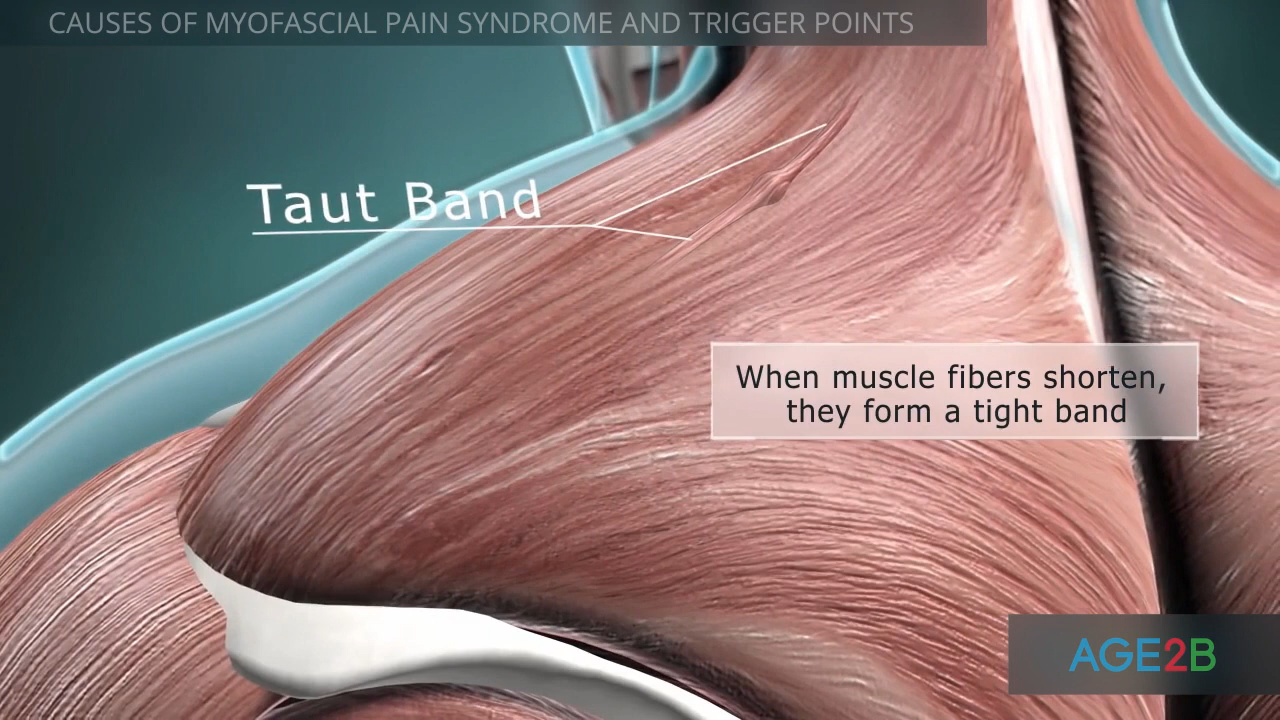 CAUSES OF MYOFASCIAL PAIN SYNDROME AND TRIGGER POINTS
Taut Band
When muscle fibers shorten,
they form a tight band
AGE2B